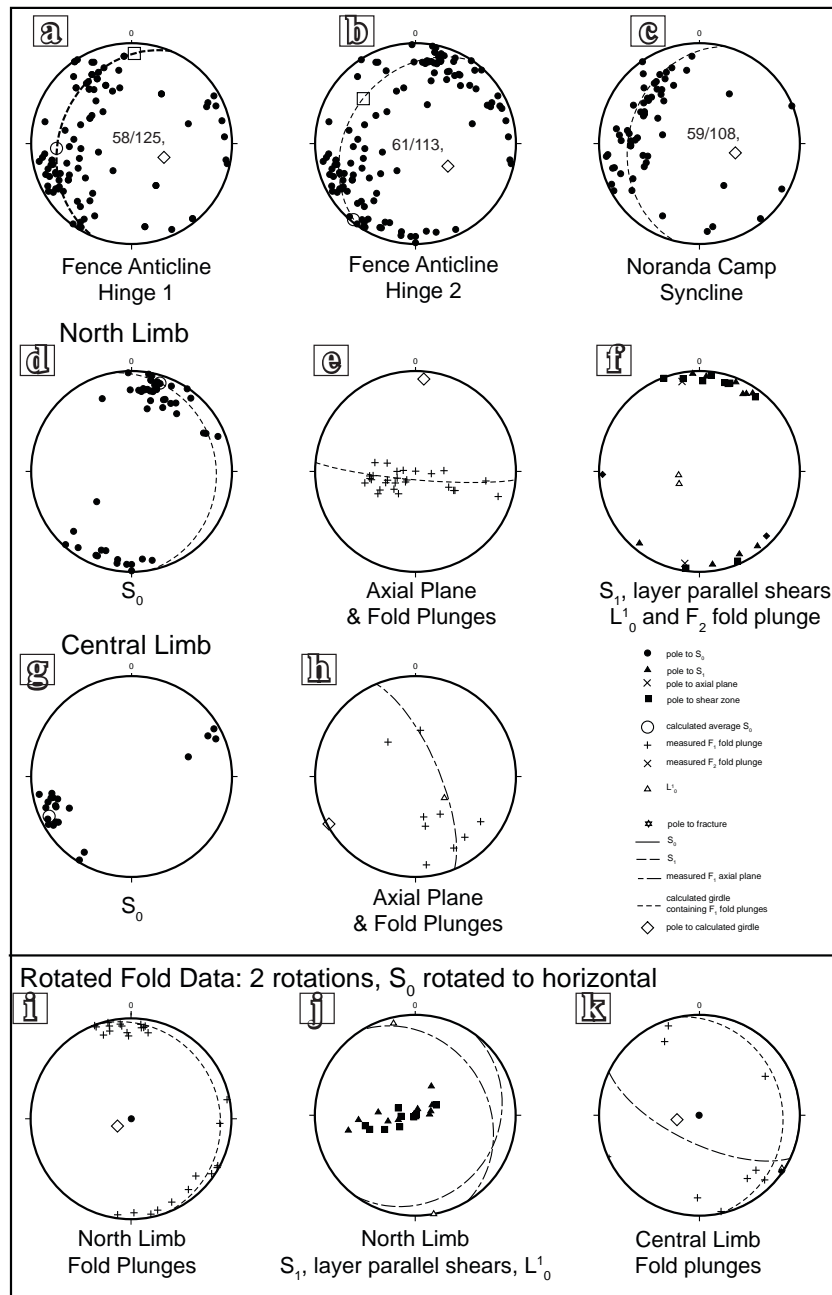 a
b
c
0
0
0
58/125,
61/113,
59/108,
Fence Anticline
Hinge 1
Fence Anticline
Hinge 2
Noranda Camp
Syncline
North Limb
d
e
f
0
0
0
S₀
Axial Plane
& Fold Plunges
S₁, layer parallel shears
L¹₀ and F₂ fold plunge
Central Limb
g
h
0
0
S₀
Axial Plane
& Fold Plunges
pole to S₀
pole to S₁
pole to axial plane
pole to shear zone
calculated average S₀
measured F₁ fold plunge
measured F₂ fold plunge
L¹₀
pole to fracture
S₀
S₁
measured F₁ axial plane
calculated girdle
containing F₁ fold plunges
pole to calculated girdle
Rotated Fold Data: 2 rotations, S₀ rotated to horizontal
i
j
k
0
0
0
North Limb
Fold Plunges
North Limb
S₁, layer parallel shears, L¹₀
Central Limb
Fold plunges